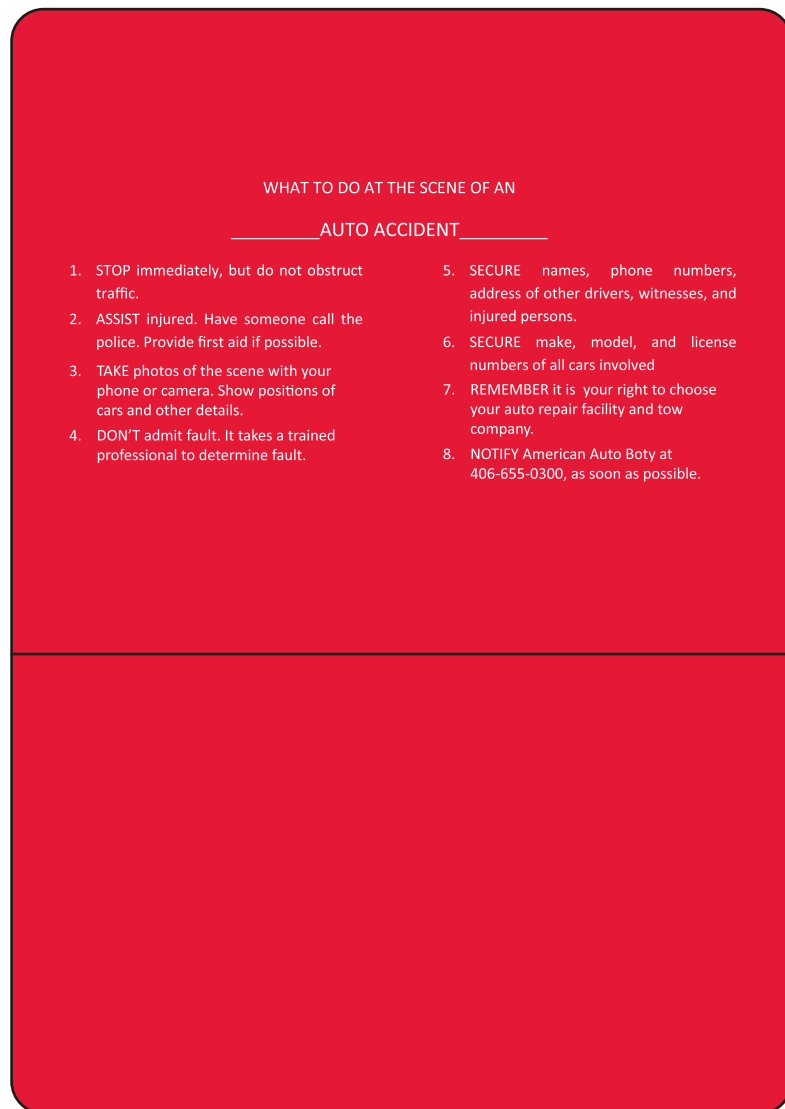 WHAT TO DO AT THE SCENE OF AN
__________AUTO ACCIDENT__________
1. STOP immediately, but do not obstruct
traffic.
2. ASSIST injured. Have someone call the
police. Provide first aid if possible.
3. TAKE photos of the scene with your
phone or camera. Show positions of
cars and other details.
4. DON’T admit fault. It takes a trained
professional to determine fault.
5. SECURE names, phone numbers,
address of other drivers, witnesses, and
injured persons.
6. SECURE make, model, and license
numbers of all cars involved
7. REMEMBER it is  your right to choose
your auto repair facility and tow
company.
8. NOTIFY American Auto Boty at
406-655-0300, as soon as possible.